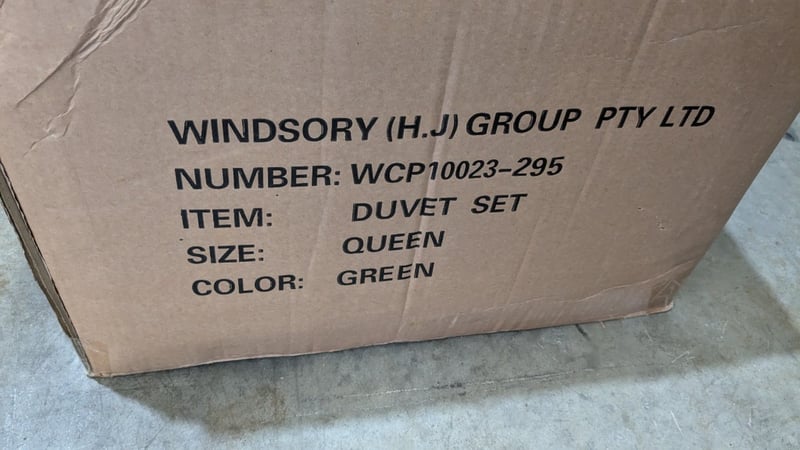 WINDSORY (H.J) GROUP PTY LTD
NUMBER: WCP10023-295
ITEM: DUVET SET
SIZE: QUEEN
COLOR: GREEN